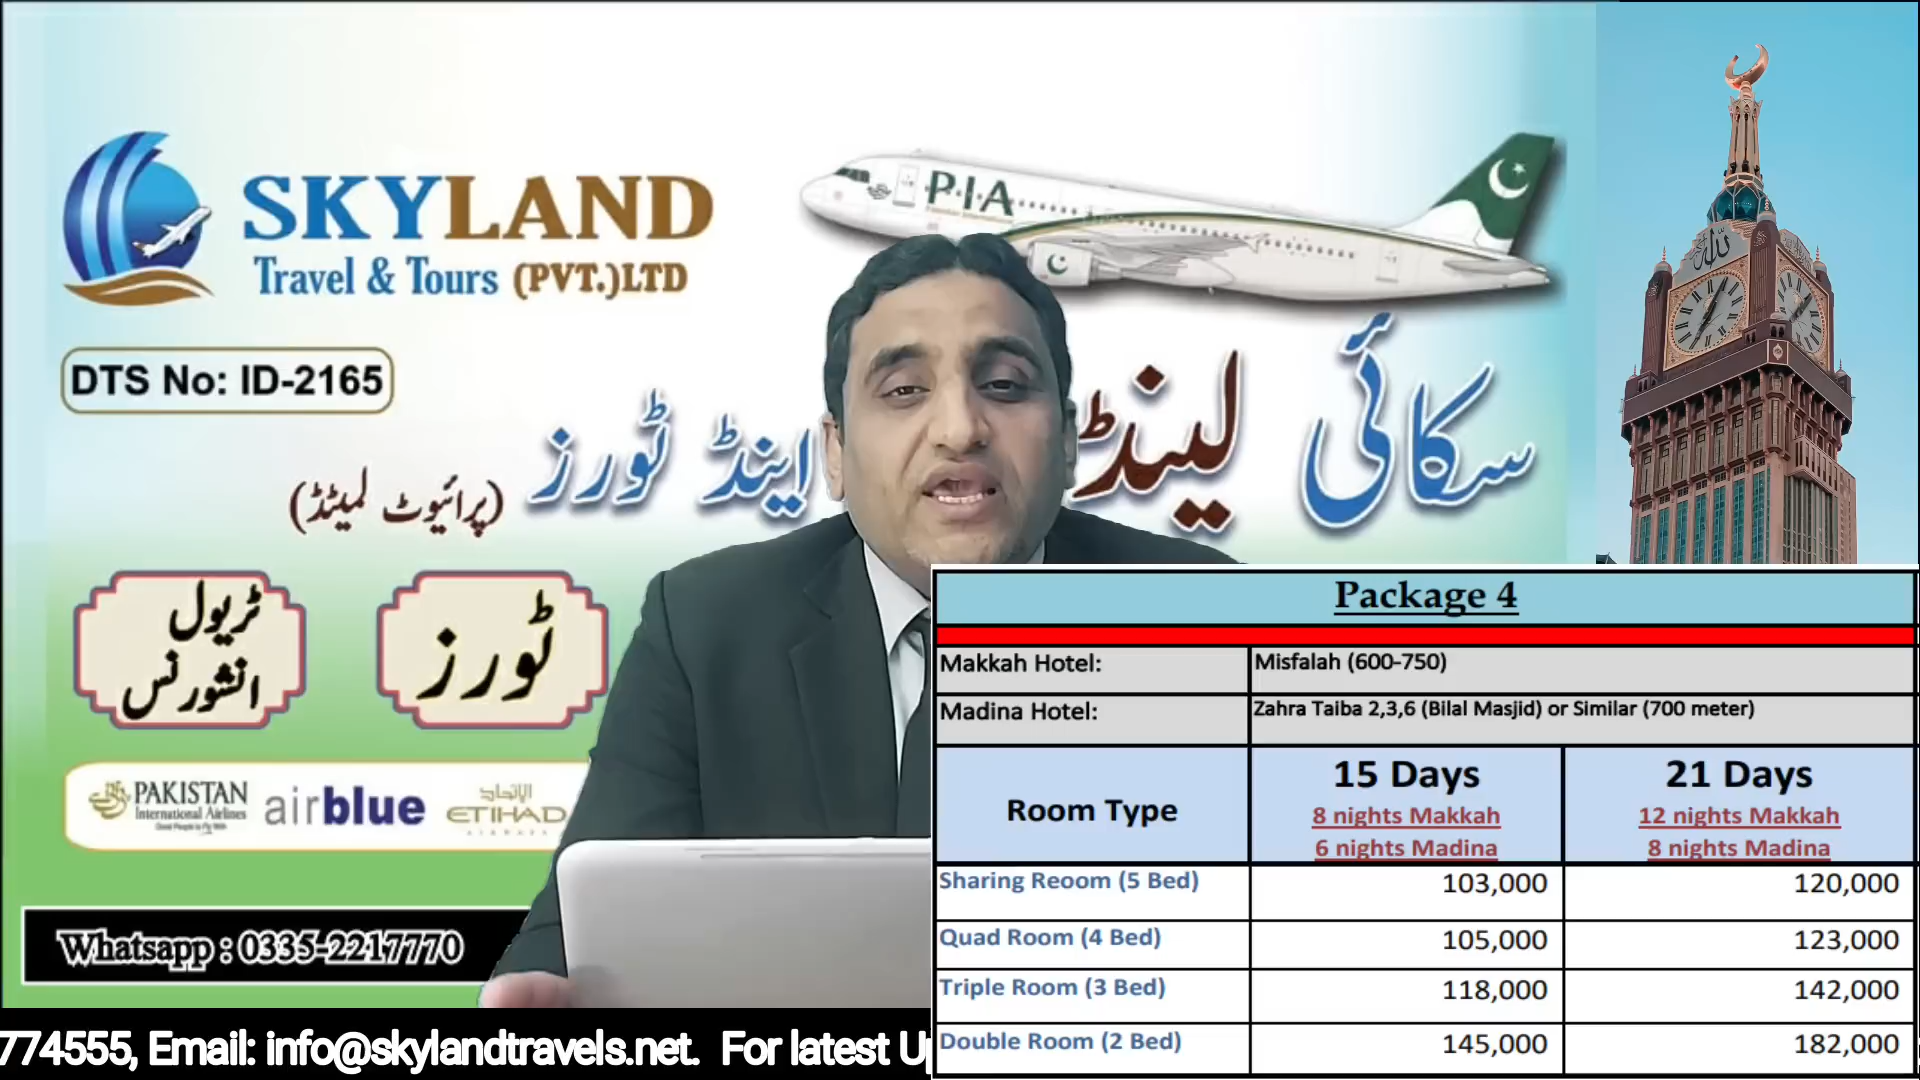 SKYLAND
Travel & Tours (PVT.)LTD
PIA
DTS No: ID-2165
سکائی لینڈ اینڈ ٹورز
(پرائیوٹ لمیٹڈ)
ٹریول
انشورنس
ٹورز
PAKISTAN
International Airlines
airblue
الإتحاد
ETIHAD
AIRWAYS
Whatsapp : 0335-2217770
774555, Email: info@skylandtravels.net. For latest U
الله
Package 4
Makkah Hotel: Misfalah (600-750)
Madina Hotel: Zahra Taiba 2,3,6 (Bilal Masjid) or Similar (700 meter)
Room Type 15 Days 21 Days
8 nights Makkah 12 nights Makkah
6 nights Madina 8 nights Madina
Sharing Reoom (5 Bed) 103,000 120,000
Quad Room (4 Bed) 105,000 123,000
Triple Room (3 Bed) 118,000 142,000
Double Room (2 Bed) 145,000 182,000